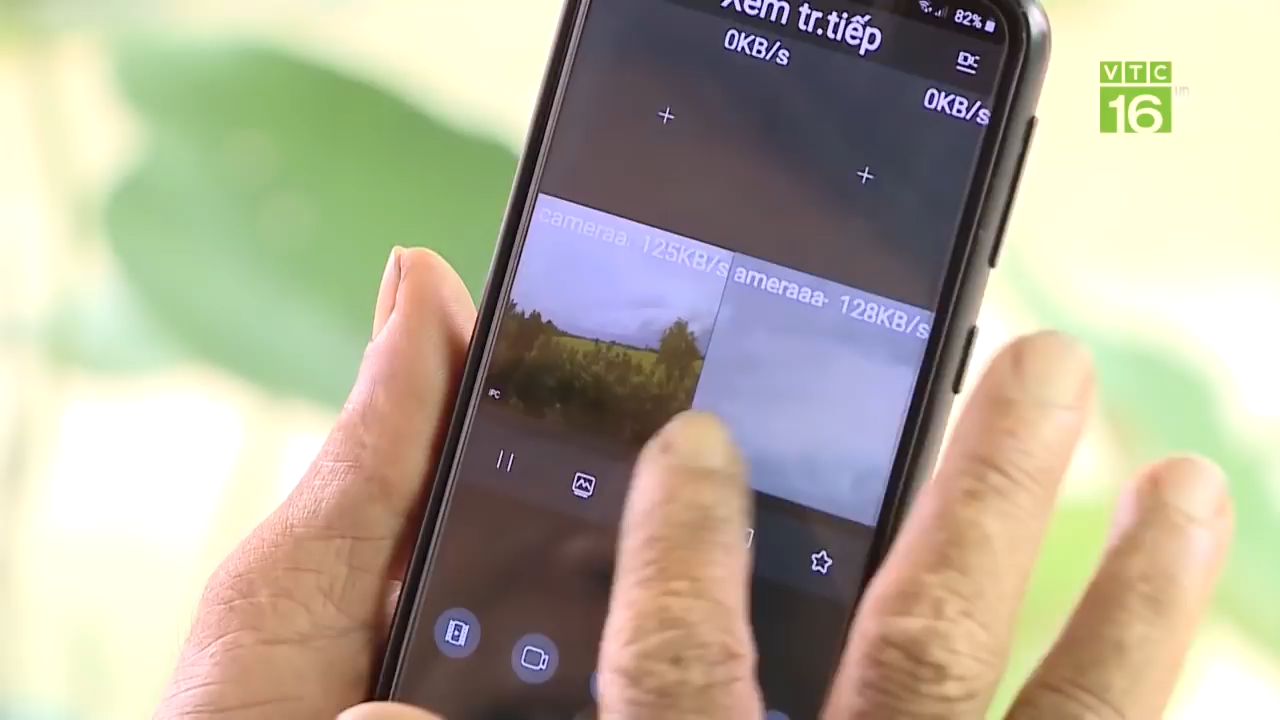 Xem tr.tiếp
82%
0KB/s
0KB/s
VTC
16
cameraa 125KB/s
ameraaa- 128KB/s
IPC